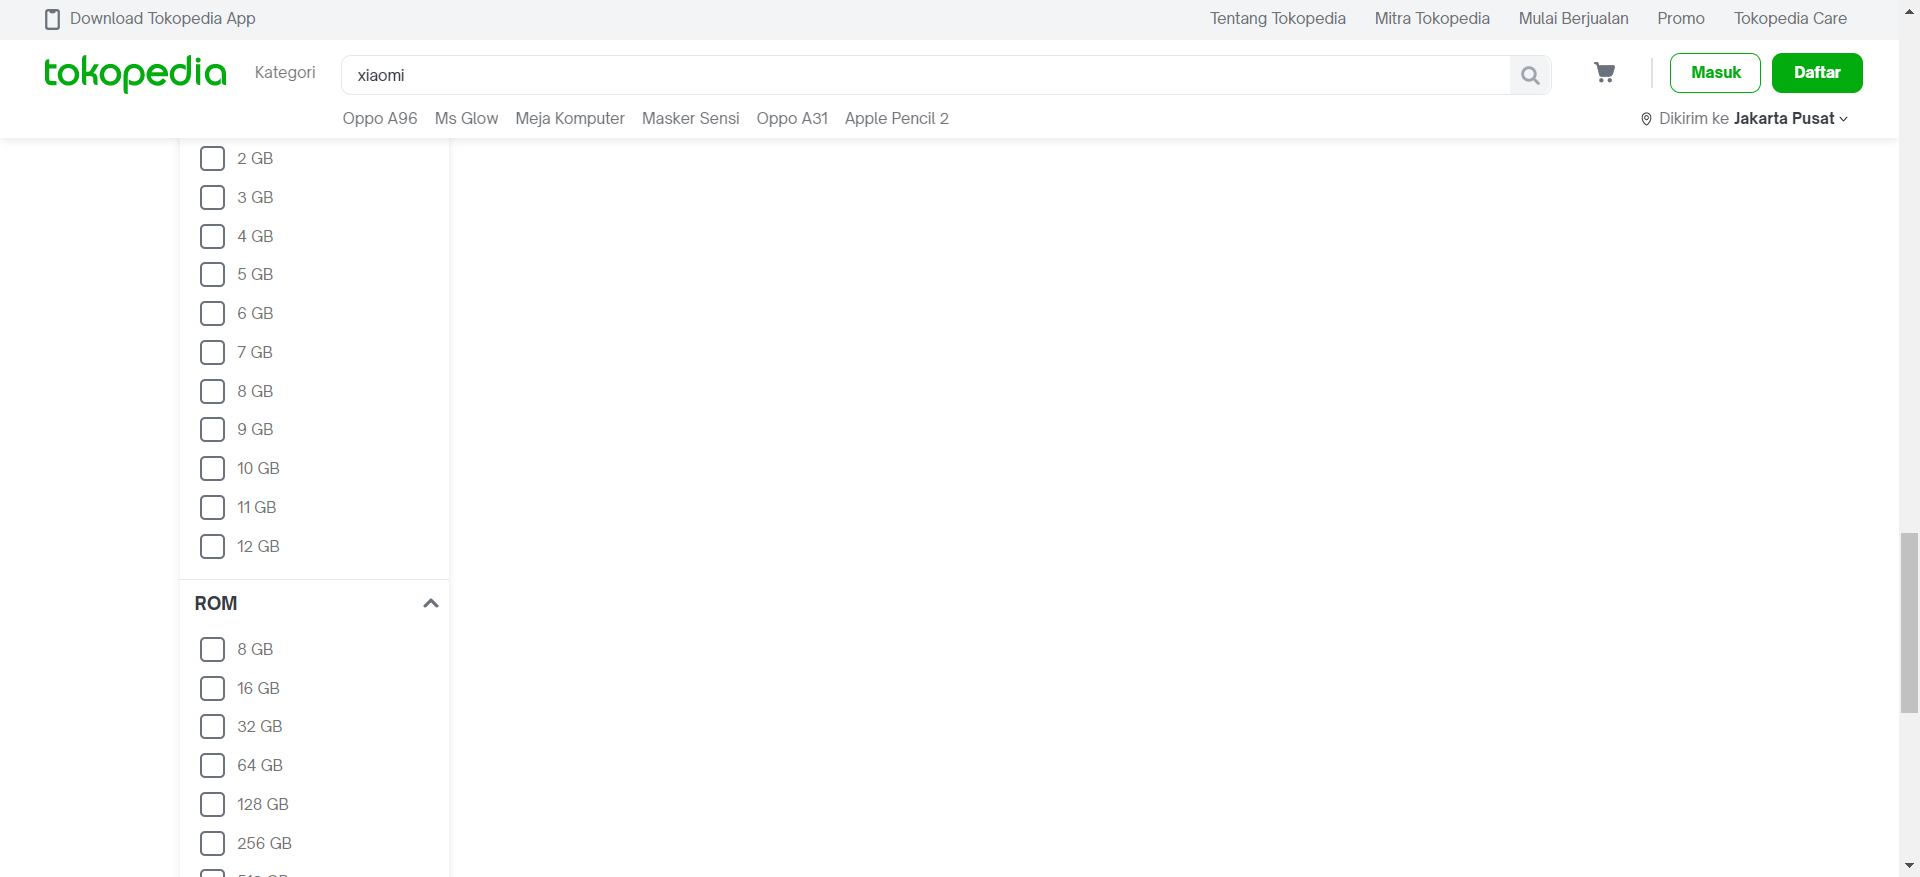 Download Tokopedia App
Tentang Tokopedia Mitra Tokopedia Mulai Berjualan Promo Tokopedia Care
tokopedia Kategori xiaomi Masuk Daftar
Oppo A96 Ms Glow Meja Komputer Masker Sensi Oppo A31 Apple Pencil 2
Dikirim ke Jakarta Pusat
2 GB
3 GB
4 GB
5 GB
6 GB
7 GB
8 GB
9 GB
10 GB
11 GB
12 GB
ROM
8 GB
16 GB
32 GB
64 GB
128 GB
256 GB